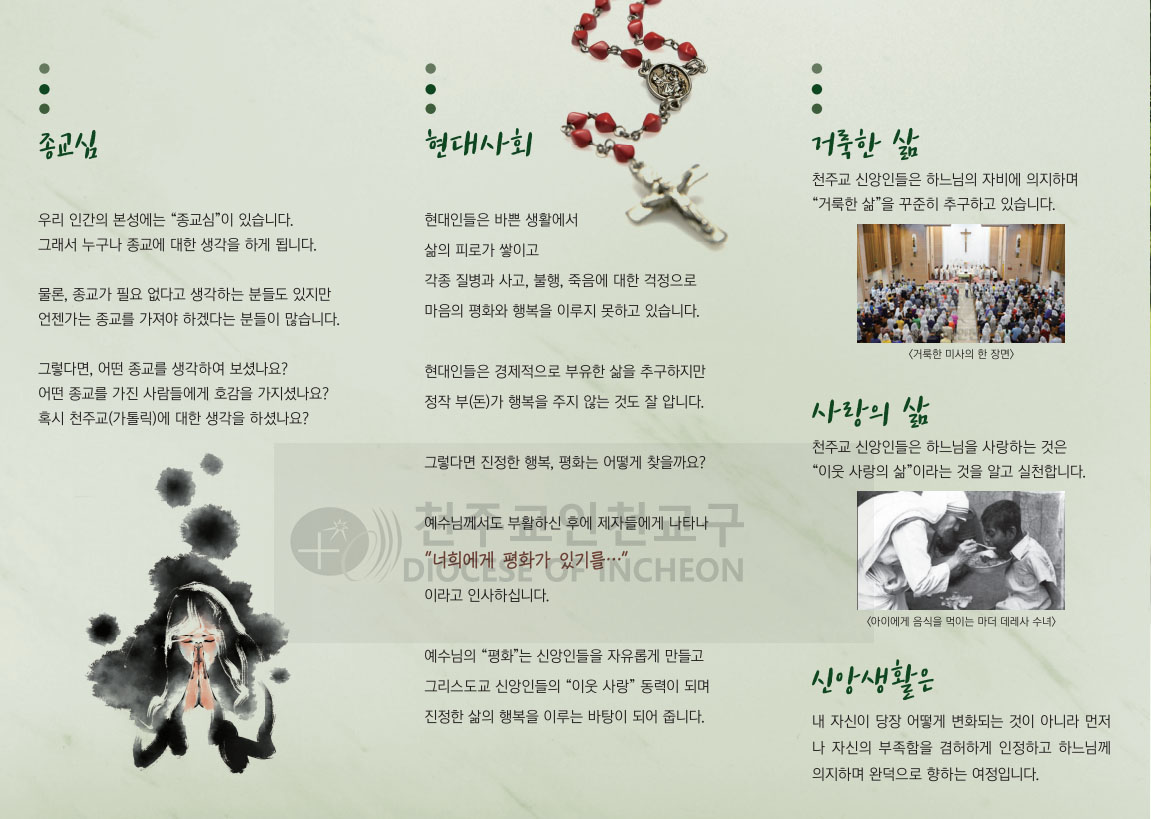 종교심
우리 인간의 본성에는 “종교심”이 있습니다.
그래서 누구나 종교에 대한 생각을 하게 됩니다.
물론, 종교가 필요 없다고 생각하는 분들도 있지만
언젠가는 종교를 가져야 하겠다는 분들이 많습니다.
그렇다면, 어떤 종교를 생각하여 보셨나요?
어떤 종교를 가진 사람들에게 호감을 가지셨나요?
혹시 천주교(가톨릭)에 대한 생각을 하셨나요?
현대사회
현대인들은 바쁜 생활에서
삶의 피로가 쌓이고
각종 질병과 사고, 불행, 죽음에 대한 걱정으로
마음의 평화와 행복을 이루지 못하고 있습니다.
현대인들은 경제적으로 부유한 삶을 추구하지만
정작 부(돈)가 행복을 주지 않는 것도 잘 압니다.
그렇다면 진정한 행복, 평화는 어떻게 찾을까요?
천주교인천교구
예수님께서도 부활하신 후에 제자들에게 나타나
“너희에게 평화가 있기를…”
DIOCESE OF INCHEON
이라고 인사하십니다.
예수님의 “평화”는 신앙인들을 자유롭게 만들고
그리스도교 신앙인들의 “이웃 사랑” 동력이 되며
진정한 삶의 행복을 이루는 바탕이 되어 줍니다.
거룩한 삶
천주교 신앙인들은 하느님의 자비에 의지하며
“거룩한 삶”을 꾸준히 추구하고 있습니다.
〈거룩한 미사의 한 장면〉
사랑의 삶
천주교 신앙인들은 하느님을 사랑하는 것은
“이웃 사랑의 삶”이라는 것을 알고 실천합니다.
〈아이에게 음식을 먹이는 마더 데레사 수녀〉
신앙생활은
내 자신이 당장 어떻게 변화되는 것이 아니라 먼저
나 자신의 부족함을 겸허하게 인정하고 하느님께
의지하며 완덕으로 향하는 여정입니다.